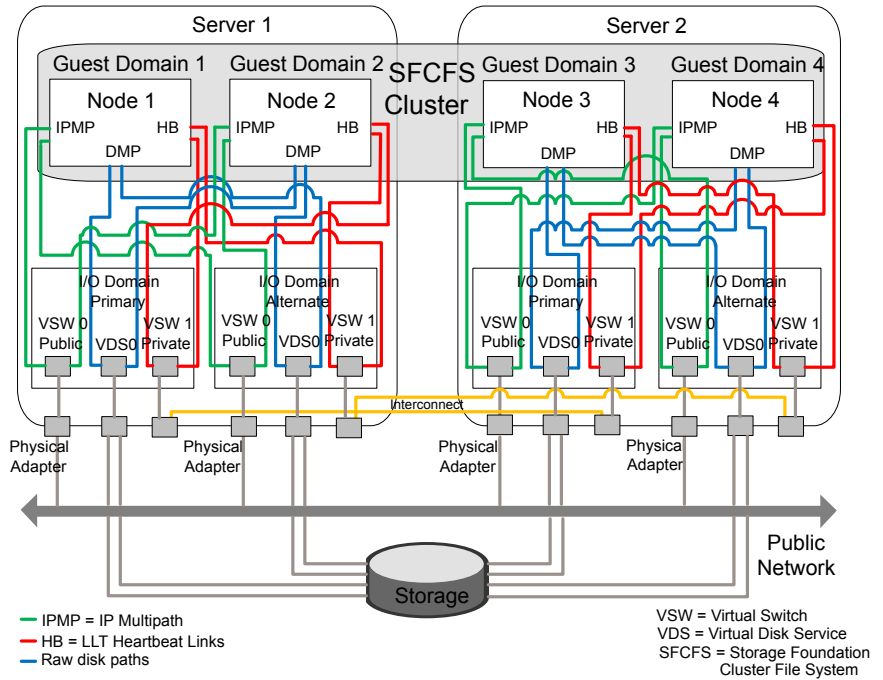 Server 1
Server 2
Guest Domain 1
Guest Domain 2
SFCFS
Cluster
Guest Domain 3
Guest Domain 4
Node 1
Node 2
Node 3
Node 4
IPMP
HB
DMP
IPMP
HB
DMP
IPMP
HB
DMP
IPMP
HB
DMP
I/O Domain
Primary
I/O Domain
Alternate
I/O Domain
Primary
I/O Domain
Alternate
VSW 0
Public
VDS0
VSW 1
Private
VSW 0
Public
VDS0
VSW 1
Private
VSW 0
Public
VDS0
VSW 1
Private
VSW 0
Public
VDS0
VSW 1
Private
Interconnect
Physical
Adapter
Physical
Adapter
Physical
Adapter
Physica
Adapter
Public
Network
Storage
IPMP = IP Multipath
HB = LLT Heartbeat Links
Raw disk paths
VSW = Virtual Switch
VDS = Virtual Disk Service
SFCFS = Storage Foundation
Cluster File System